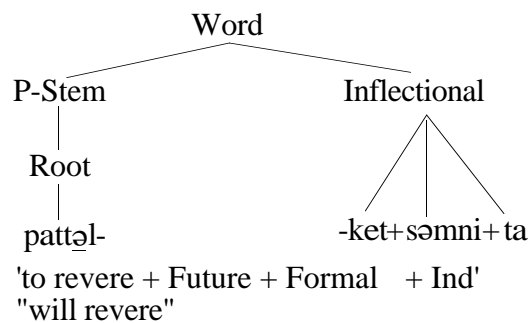 Word
P-Stem Inflectional
Root
pattə̲l- -ket+səmni+ta
'to revere + Future + Formal + Ind'
"will revere"